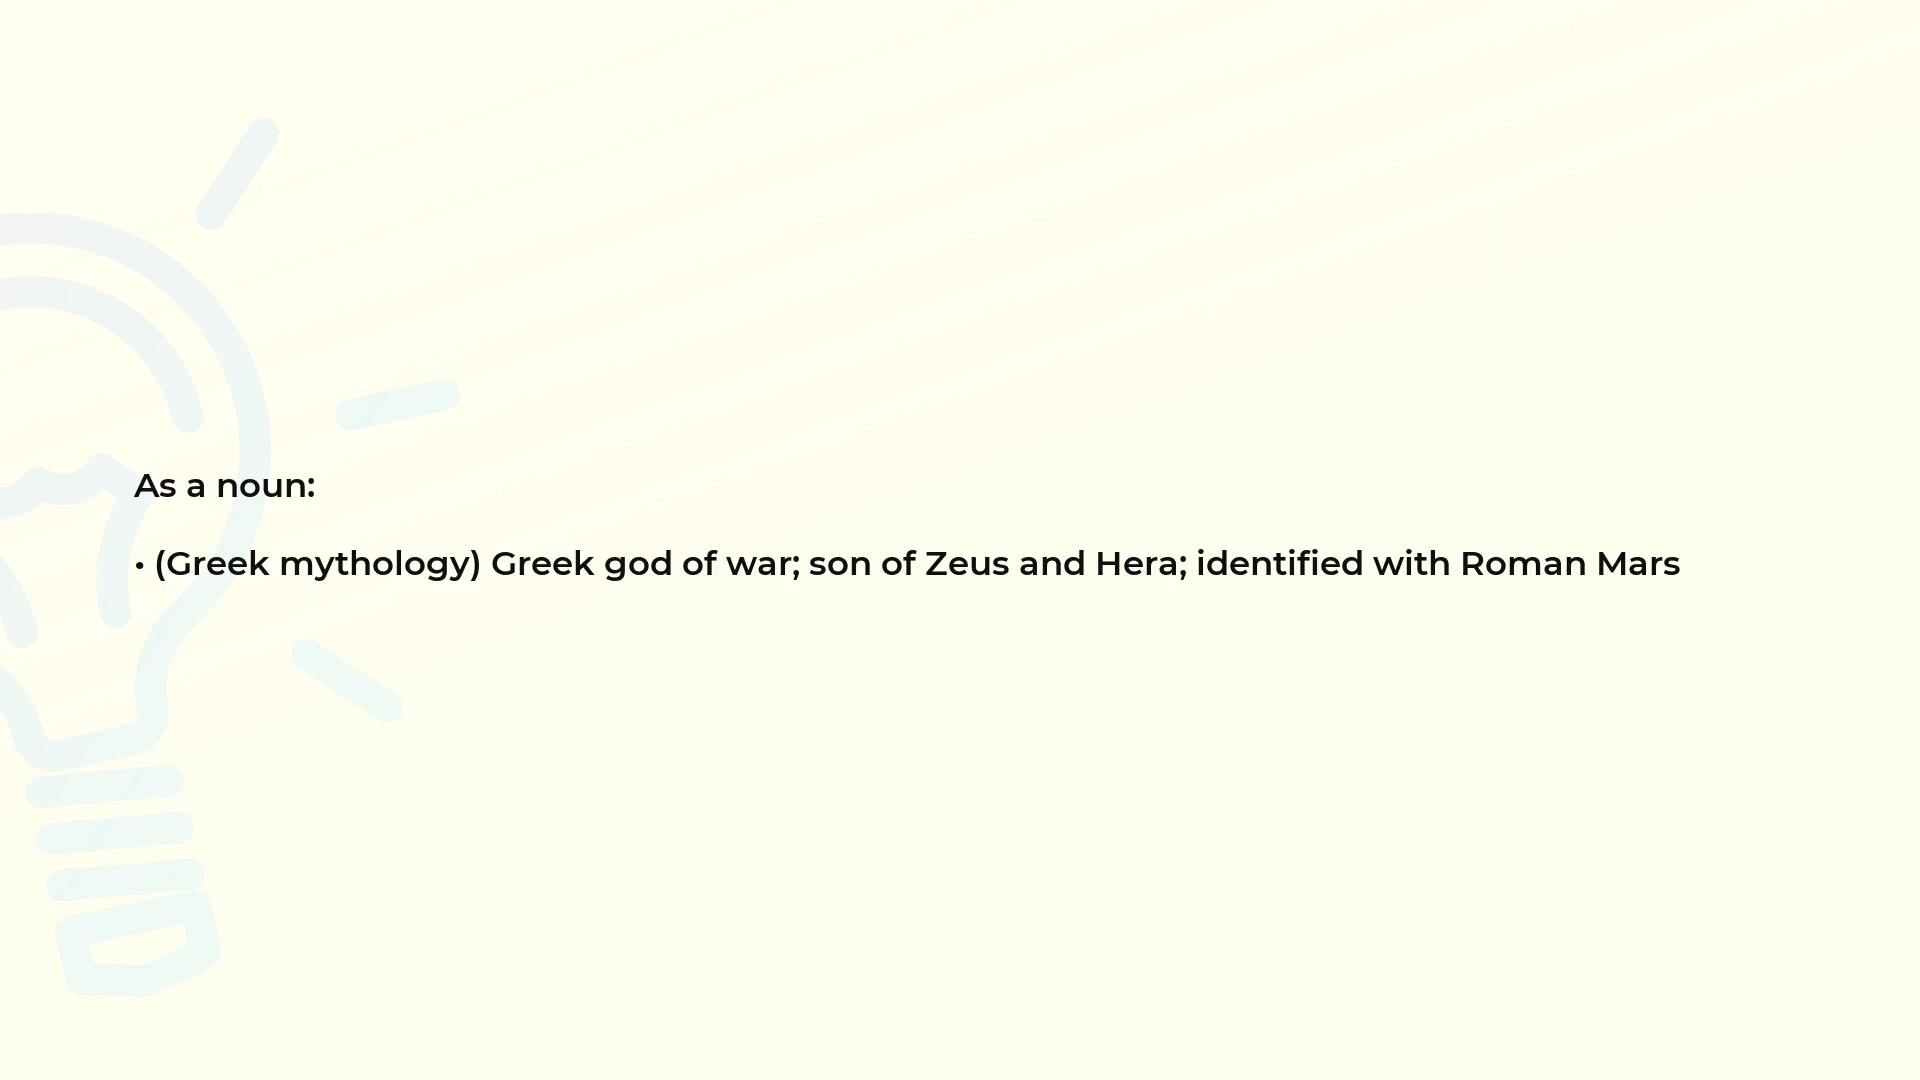 As a noun:
• (Greek mythology) Greek god of war; son of Zeus and Hera; identified with Roman Mars